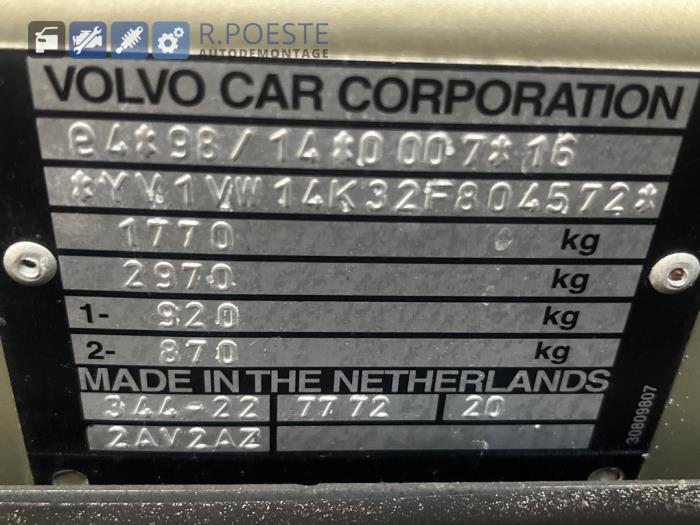 R.POESTE
AUTODEMONTAGE
VOLVO CAR CORPORATION
e4*98/14*0007*16
*YV1VW14K32F804572*
1770 kg
2970 kg
1- 920 kg
2- 870 kg
MADE IN THE NETHERLANDS
344-22 7772 20
2AV2AZ
30809807